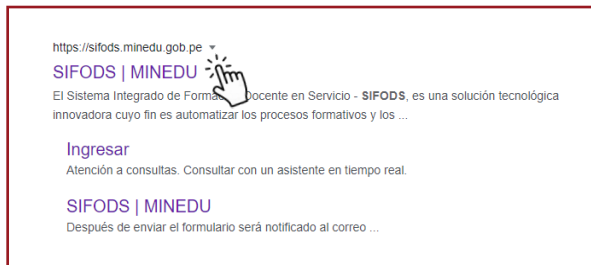 https://sifods.minedu.gob.pe
SIFODS | MINEDU
El Sistema Integrado de Formac Docente en Servicio - SIFODS, es una solución tecnológica
innovadora cuyo fin es automatizar los procesos formativos y los ...
Ingresar
Atención a consultas. Consultar con un asistente en tiempo real.
SIFODS | MINEDU
Después de enviar el formulario será notificado al correo ...